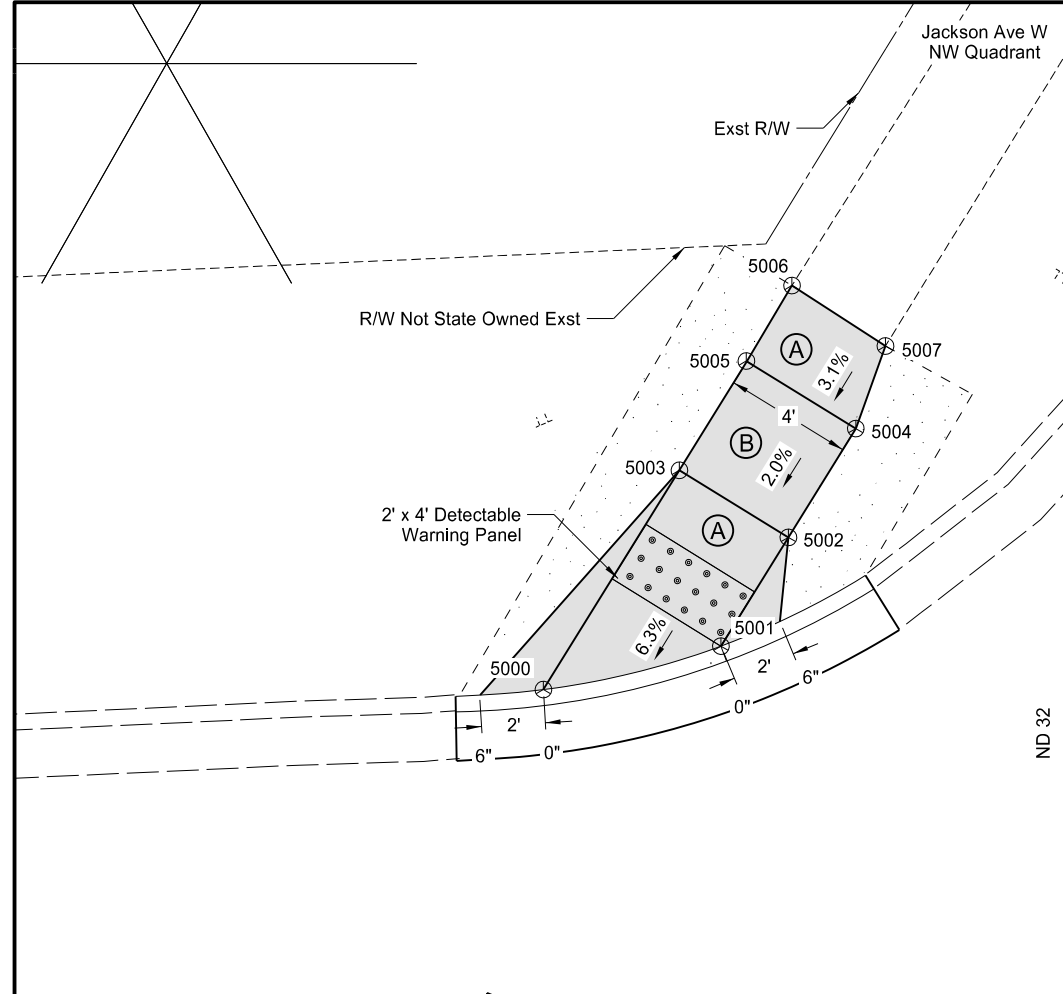 Jackson Ave W
NW Quadrant
Exst R/W
5006
R/W Not State Owned Exst
A
5007
5005
3.1%
4'
5004
B
2.0%
5003
2' x 4' Detectable
Warning Panel
A
5002
6.3%
5001
5000
2'
6"
0"
2'
6"
0"
ND 32